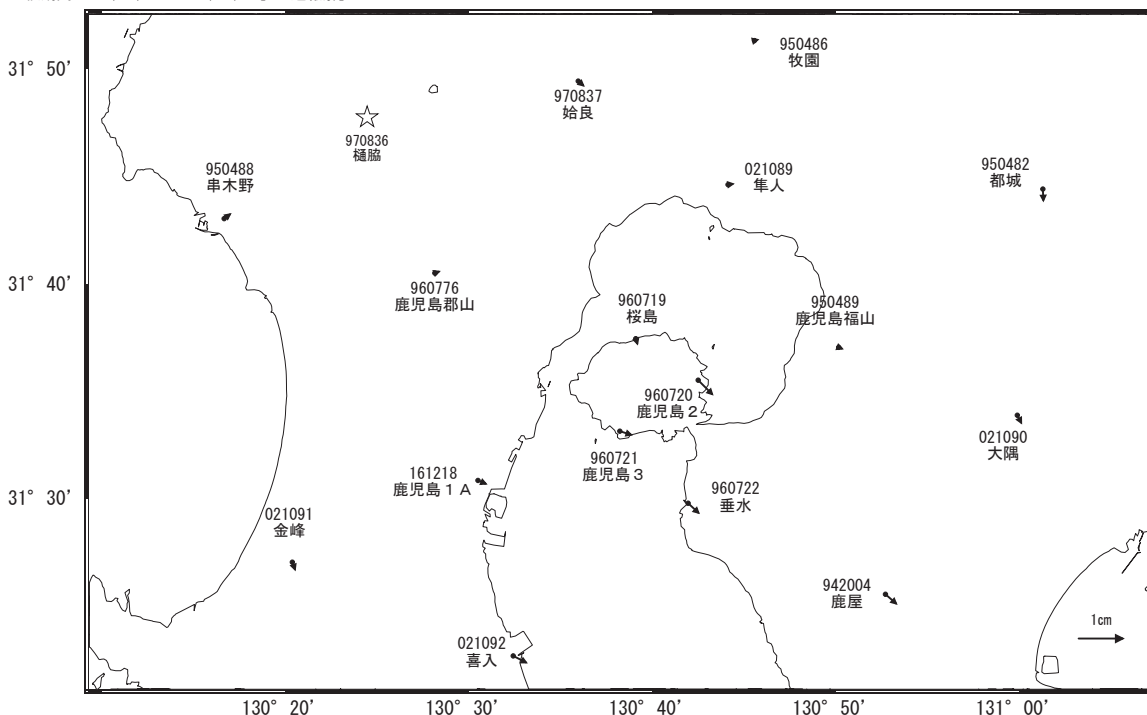 31° 50’
31° 40’
31° 30’
950486
牧園
970837
姶良
970836
樋脇
950488
串木野
021089
隼人
950482
都城
960776
鹿児島郡山
960719
桜島
950489
鹿児島福山
960720
鹿児島２
960721
鹿児島３
021090
大隅
161218
鹿児島１Ａ
960722
垂水
021091
金峰
942004
鹿屋
021092
喜入
1cm
130° 20’
130° 30’
130° 40’
130° 50’
131° 00’